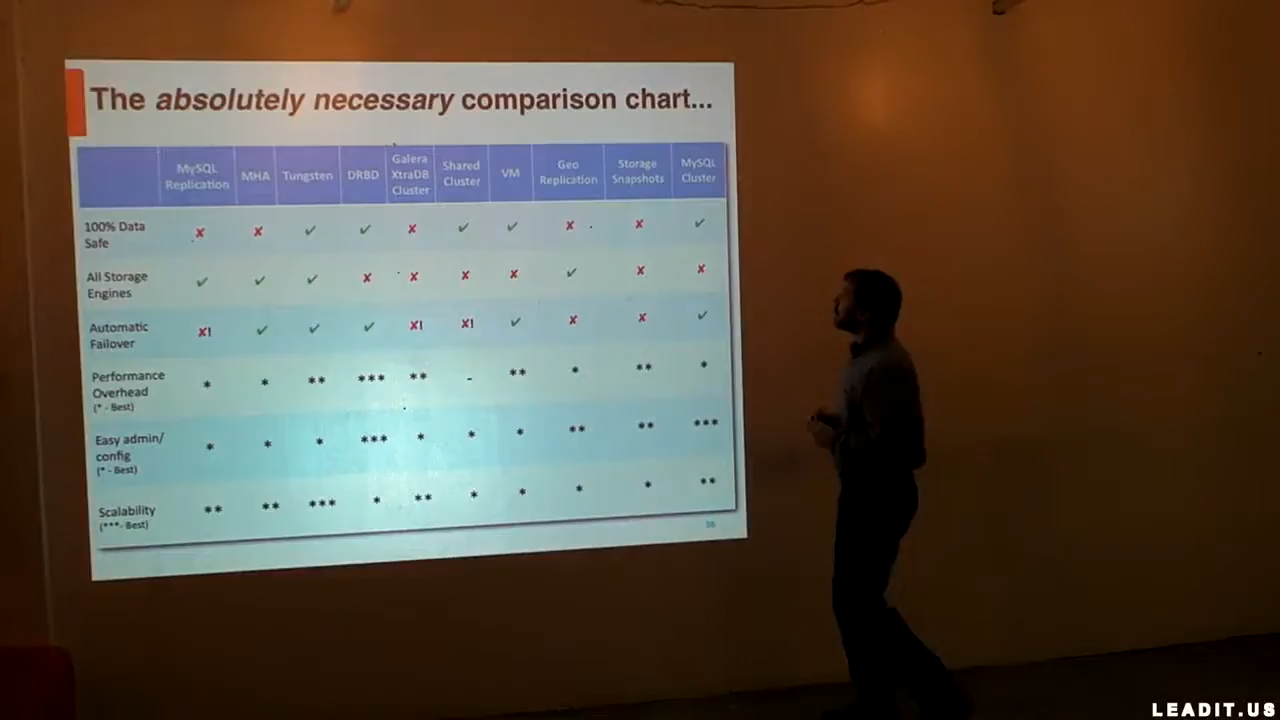 The absolutely necessary comparison chart...
MySQL Replication MHA Tungsten DRBD Galera XtraDB Cluster Shared Cluster VM Geo Replication Storage Snapshots MySQL Cluster
100% Data Safe ✘ ✘ ✓ ✓ ✘ ✓ ✓ ✘ ✘ ✓
All Storage Engines ✓ ✓ ✓ ✘ ✘ ✘ ✘ ✓ ✘ ✘
Automatic Failover ✘! ✓ ✓ ✓ ✘! ✘! ✓ ✘ ✘ ✓
Performance Overhead (* - Best) * * ** *** ** - ** * ** *
Easy admin/ config (* - Best) * * * *** * * * ** ** ***
Scalability (***- Best) ** ** *** * ** * * * * **
LEADIT.US